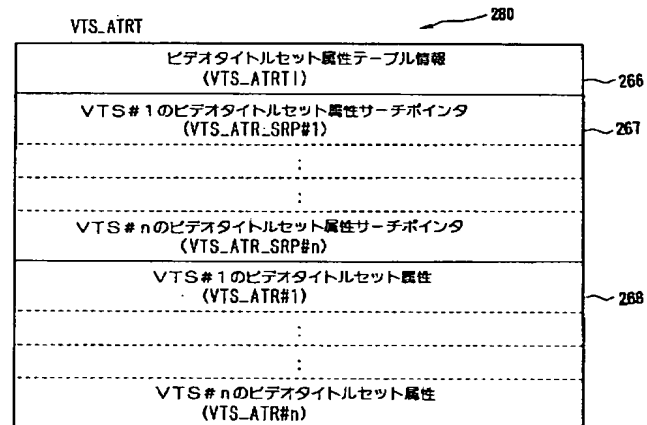 VTS_ATRT
280
ビデオタイトルセット属性テーブル情報
(VTS_ATRTI)
266
VTS#1のビデオタイトルセット属性サーチポインタ
(VTS_ATR_SRP#1)
267
:
:
VTS#nのビデオタイトルセット属性サーチポインタ
(VTS_ATR_SRP#n)
VTS#1のビデオタイトルセット属性
(VTS_ATR#1)
268
:
:
VTS#nのビデオタイトルセット属性
(VTS_ATR#n)